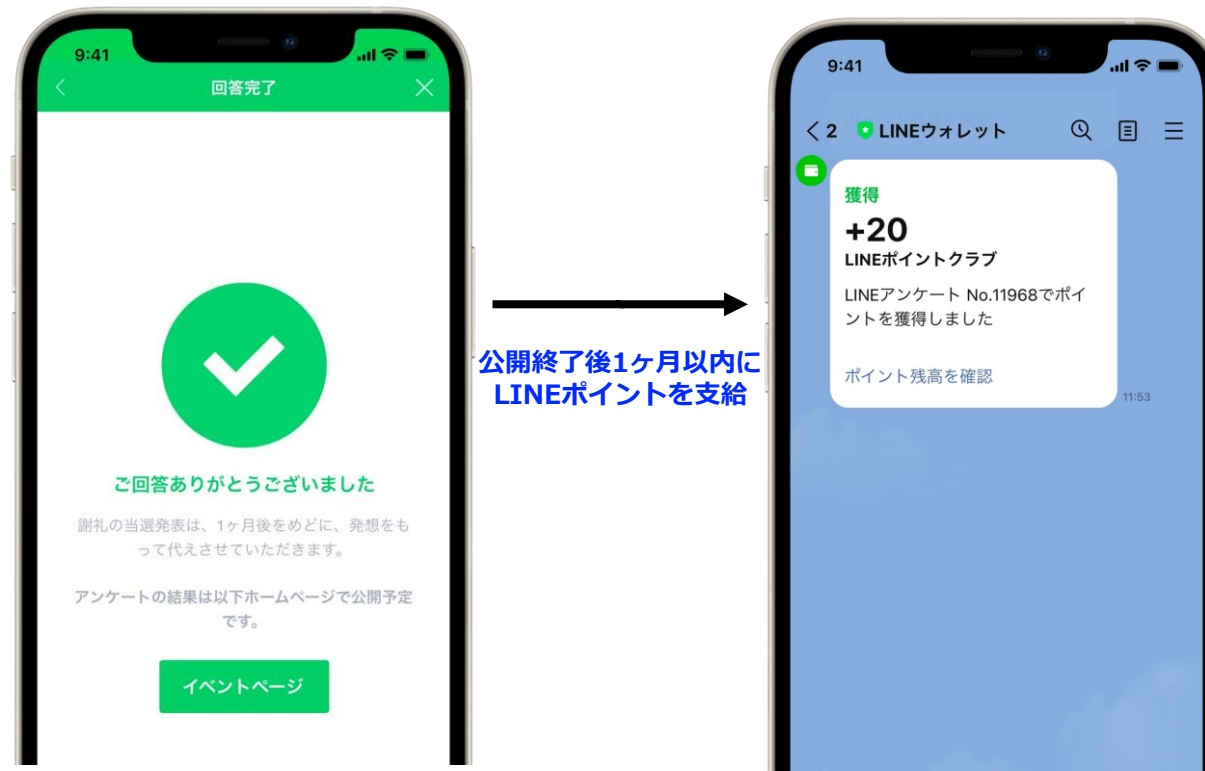 9:41
回答完了
ご回答ありがとうございました
謝礼の当選発表は、1ヶ月後をめどに、発想をも
って代えさせていただきます。
アンケートの結果は以下ホームページで公開予定
です。
イベントページ
公開終了後1ヶ月以内に
LINEポイントを支給
9:41
2 LINEウォレット
獲得
+20
LINEポイントクラブ
LINEアンケート No.11968でポイ
ントを獲得しました
ポイント残高を確認
11:53